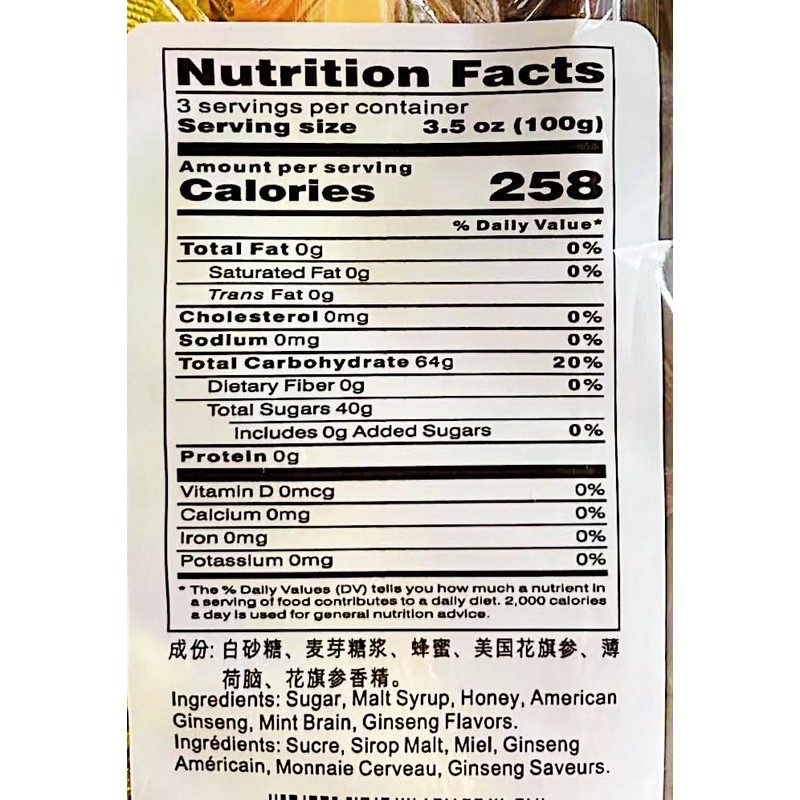 Nutrition Facts
3 servings per container
Serving size 3.5 oz (100g)
Amount per serving
Calories 258
% Daily Value*
Total Fat 0g 0%
Saturated Fat 0g 0%
Trans Fat 0g
Cholesterol 0mg 0%
Sodium 0mg 0%
Total Carbohydrate 64g 20%
Dietary Fiber 0g 0%
Total Sugars 40g
Includes 0g Added Sugars 0%
Protein 0g
Vitamin D 0mcg 0%
Calcium 0mg 0%
Iron 0mg 0%
Potassium 0mg 0%
* The % Daily Values (DV) tells you how much a nutrient in
a serving of food contributes to a daily diet. 2,000 calories
a day is used for general nutrition advice.
成份: 白砂糖、麦芽糖浆、蜂蜜、美国花旗参、薄
荷脑、花旗参香精。
Ingredients: Sugar, Malt Syrup, Honey, American
Ginseng, Mint Brain, Ginseng Flavors.
Ingrédients: Sucre, Sirop Malt, Miel, Ginseng
Américain, Monnaie Cerveau, Ginseng Saveurs.